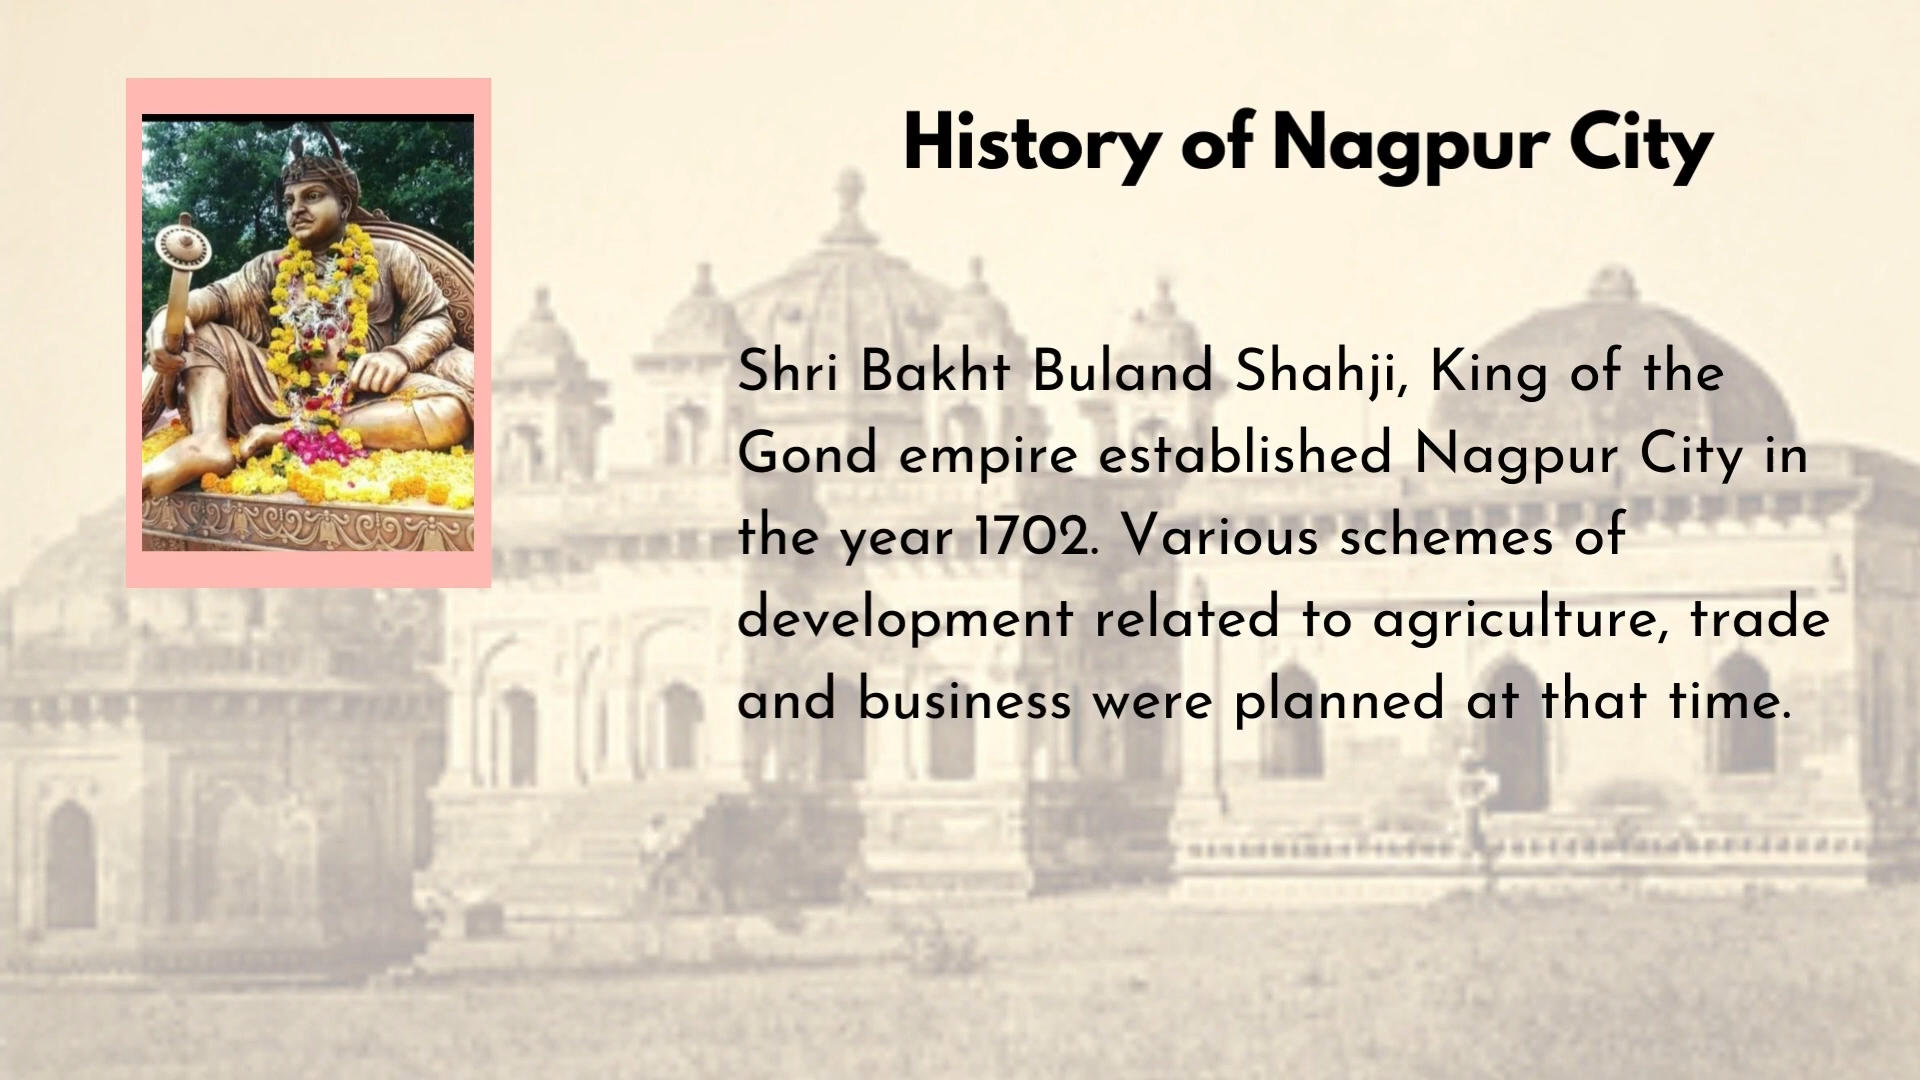 History of Nagpur City
Shri Bakht Buland Shahji, King of the
Gond empire established Nagpur City in
the year 1702. Various schemes of
development related to agriculture, trade
and business were planned at that time.